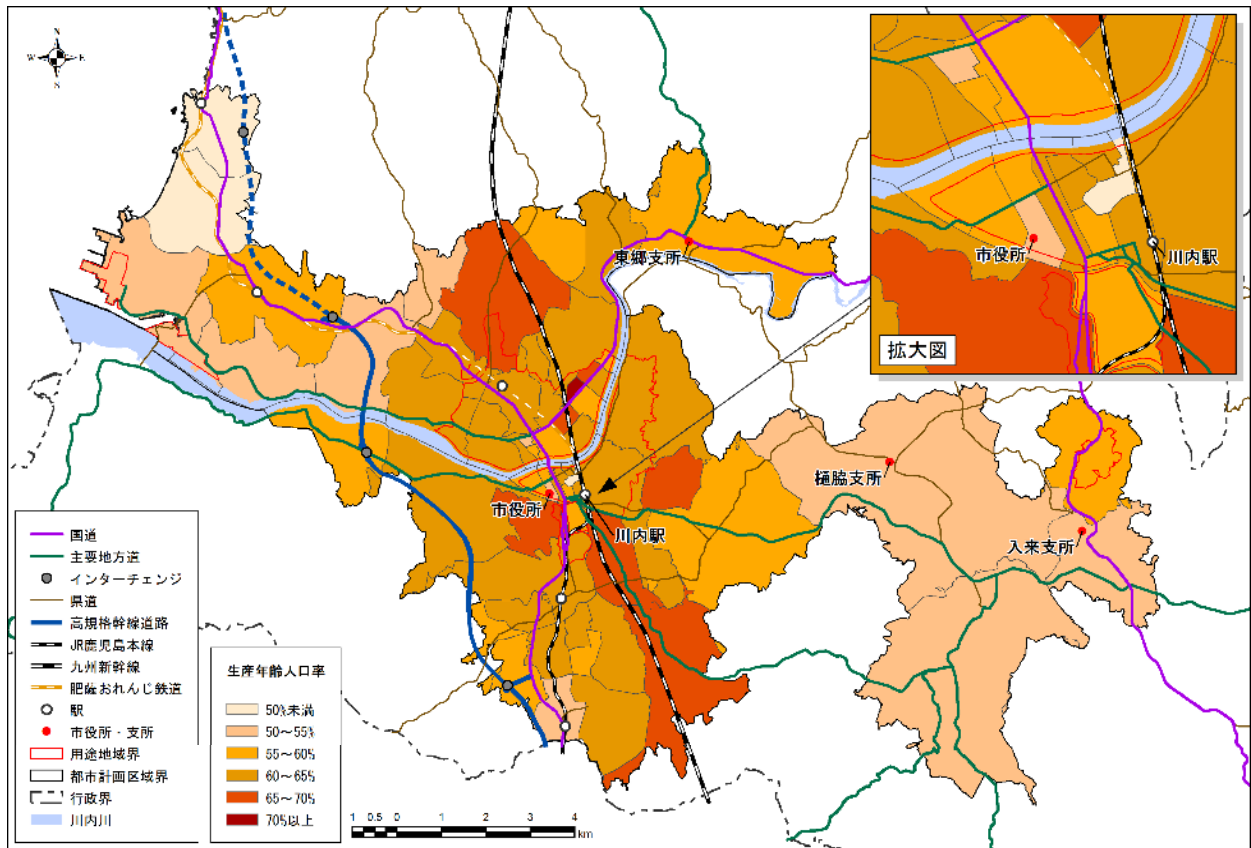 N
W
E
S
拡大図
市役所
川内駅
東郷支所
樋脇支所
入来支所
市役所
川内駅
国道
主要地方道
インターチェンジ
県道
高規格幹線道路
JR鹿児島本線
九州新幹線
肥薩おれんじ鉄道
駅
市役所・支所
用途地域界
都市計画区域界
行政界
川内川
生産年齢人口率
50%未満
50～55%
55～60%
60～65%
65～70%
70%以上
1 0.5 0 1 2 3 4
km